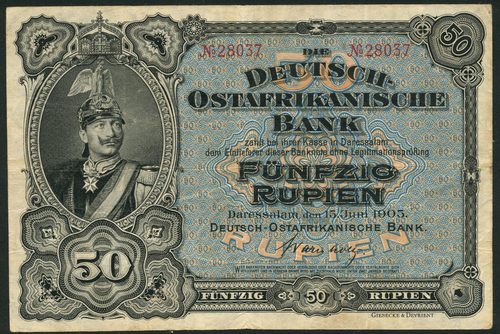 50
№28037 DIE №28037
DEUTSCH-
OSTAFRIKANISCHE
BANK
zahlt bei ihrer Kasse in Daressalam
dem Einlieferer dieser Banknote ohne Legitimationsprüfung
FÜNFZIG
RUPIEN
Daressalam, den 15. Juni 1905.
DEUTSCH-OSTAFRIKANISCHE BANK.
RUPIEN
50
FÜNFZIG 50 RUPIEN
GIESECKE & DEVRIENT